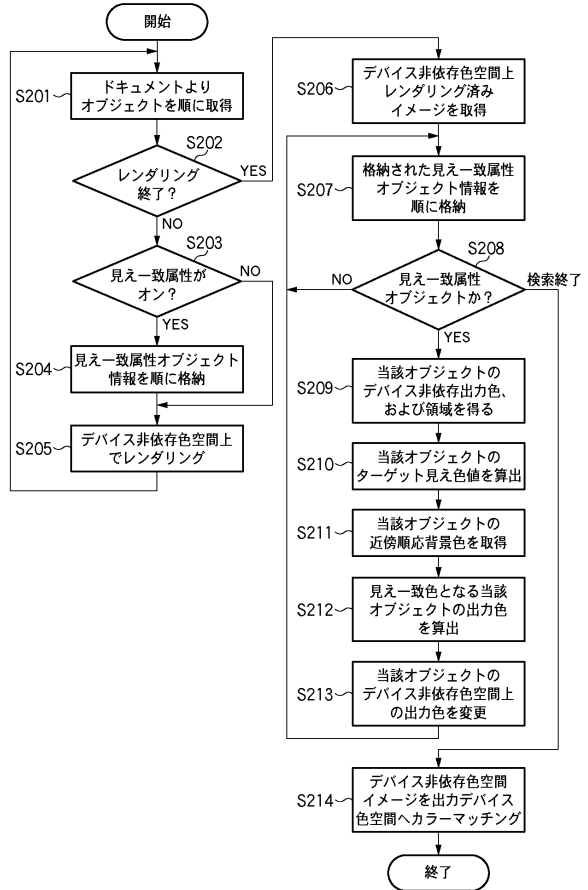 開始
S201
ドキュメントより
オブジェクトを順に取得
S202
レンダリング
終了？
YES
NO
S203
見え一致属性が
オン？
NO
YES
S204
見え一致属性オブジェクト
情報を順に格納
S205
デバイス非依存色空間上
でレンダリング
S206
デバイス非依存色空間上
レンダリング済み
イメージを取得
S207
格納された見え一致属性
オブジェクト情報を
順に格納
S208
見え一致属性
オブジェクトか？
NO
検索終了
YES
S209
当該オブジェクトの
デバイス非依存出力色、
および領域を得る
S210
当該オブジェクトの
ターゲット見え色値を算出
S211
当該オブジェクトの
近傍順応背景色を取得
S212
見え一致色となる当該
オブジェクトの出力色
を算出
S213
当該オブジェクトの
デバイス非依存色空間上
の出力色を変更
S214
デバイス非依存色空間
イメージを出力デバイス
色空間へカラーマッチング
終了